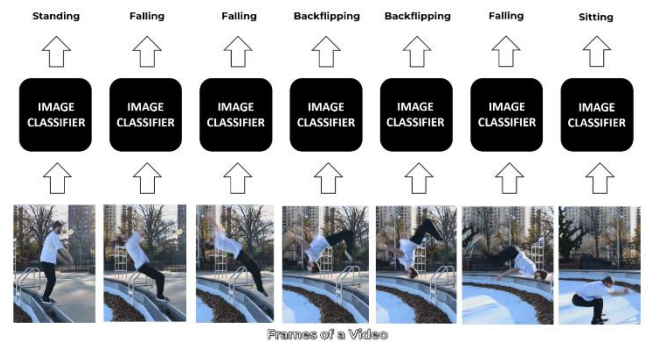 Standing Falling Falling Backflipping Backflipping Falling Sitting
IMAGE CLASSIFIER
IMAGE CLASSIFIER
IMAGE CLASSIFIER
IMAGE CLASSIFIER
IMAGE CLASSIFIER
IMAGE CLASSIFIER
IMAGE CLASSIFIER
Frames of a Video